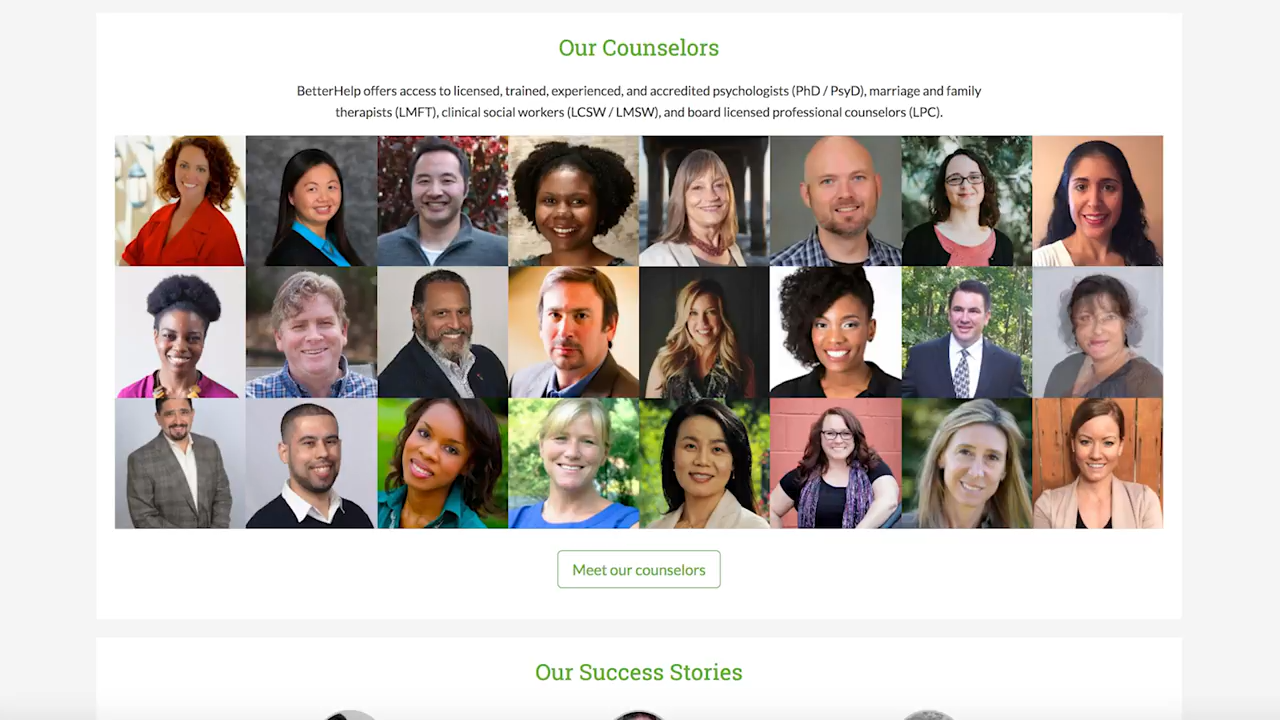 Our Counselors
BetterHelp offers access to licensed, trained, experienced, and accredited psychologists (PhD / PsyD), marriage and family
therapists (LMFT), clinical social workers (LCSW / LMSW), and board licensed professional counselors (LPC).
Meet our counselors
Our Success Stories